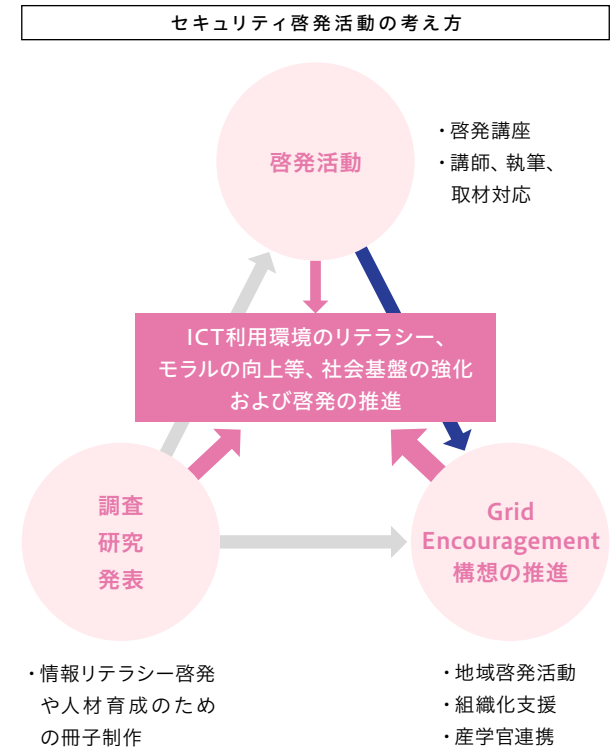 セキュリティ啓発活動の考え方
啓発活動
・啓発講座
・講師、執筆、
取材対応
ICT利用環境のリテラシー、
モラルの向上等、社会基盤の強化
および啓発の推進
調査
研究
発表
Grid
Encouragement
構想の推進
・情報リテラシー啓発
や人材育成のため
の冊子制作
・地域啓発活動
・組織化支援
・産学官連携